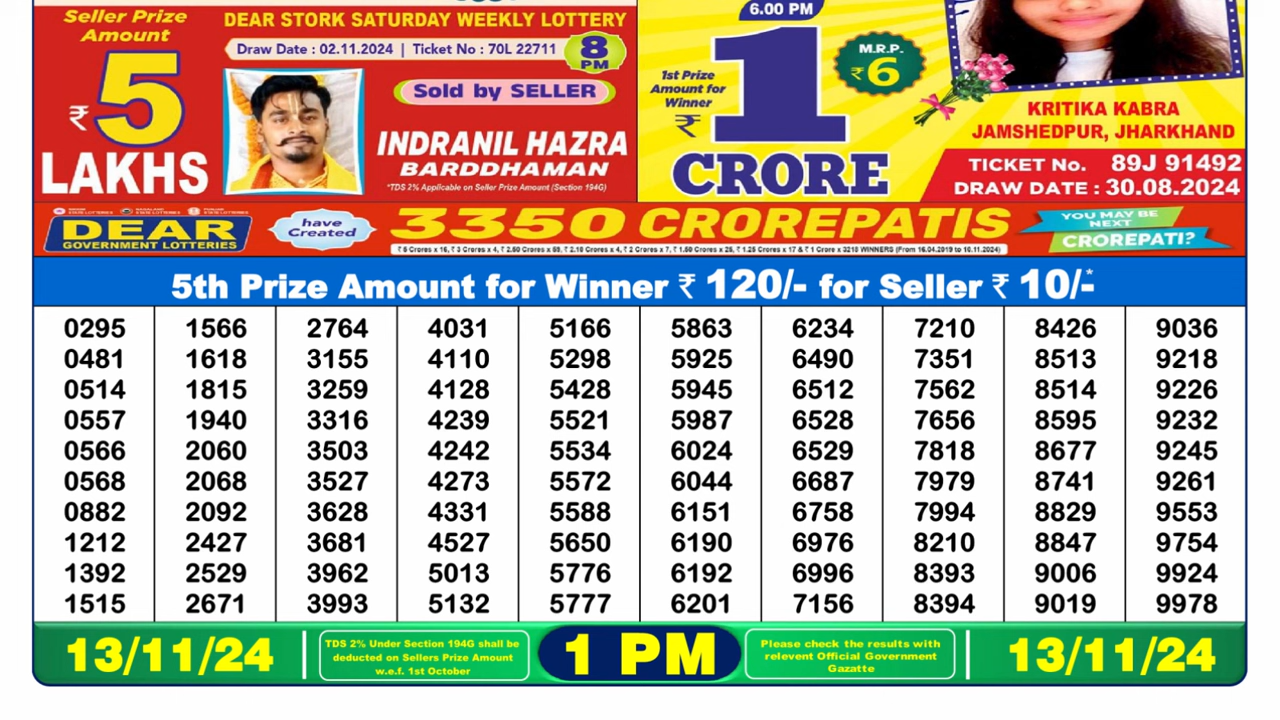 Seller Prize
Amount
₹5
LAKHS
DEAR STORK SATURDAY WEEKLY LOTTERY
Draw Date : 02.11.2024 | Ticket No : 70L 22711
8
PM
Sold by SELLER
INDRANIL HAZRA
BARDDHAMAN
*TDS 2% Applicable on Seller Prize Amount (Section 194G)
6.00 PM
1st Prize
Amount for
Winner
₹
1
CRORE
M.R.P.
₹6
KRITIKA KABRA
JAMSHEDPUR, JHARKHAND
TICKET No. 89J 91492
DRAW DATE : 30.08.2024
DEAR
GOVERNMENT LOTTERIES
have
Created
3350 CROREPATIS
YOU MAY BE
NEXT
CROREPATI?
5th Prize Amount for Winner ₹ 120/- for Seller ₹ 10/-*
0295 1566 2764 4031 5166 5863 6234 7210 8426 9036
0481 1618 3155 4110 5298 5925 6490 7351 8513 9218
0514 1815 3259 4128 5428 5945 6512 7562 8514 9226
0557 1940 3316 4239 5521 5987 6528 7656 8595 9232
0566 2060 3503 4242 5534 6024 6529 7818 8677 9245
0568 2068 3527 4273 5572 6044 6687 7979 8741 9261
0882 2092 3628 4331 5588 6151 6758 7994 8829 9553
1212 2427 3681 4527 5650 6190 6976 8210 8847 9754
1392 2529 3962 5013 5776 6192 6996 8393 9006 9924
1515 2671 3993 5132 5777 6201 7156 8394 9019 9978
13/11/24
TDS 2% Under Section 194G shall be
deducted on Sellers Prize Amount
w.e.f. 1st October
1 PM
Please check the results with
relevent Official Government
Gazatte
13/11/24